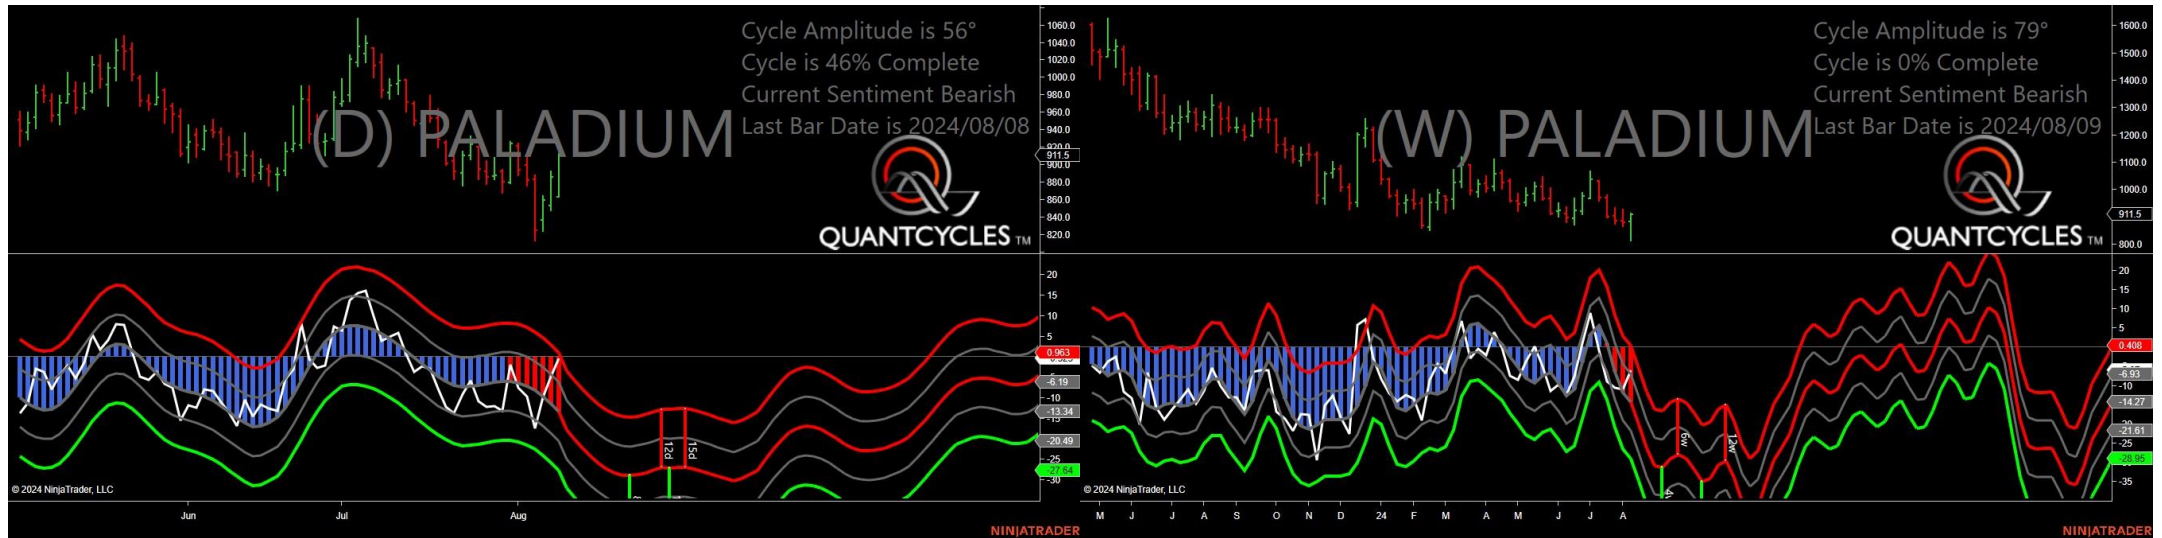 Cycle Amplitude is 56°
Cycle is 46% Complete
Current Sentiment Bearish
Last Bar Date is 2024/08/08
(D) PALADIUM
QUANTCYCLES TM
1060.0
1040.0
1020.0
1000.0
980.0
960.0
940.0
920.0
911.5
900.0
880.0
860.0
840.0
820.0
20
15
10
5
0.963
-5
-6.19
-10
-13.34
-15
-20.49
-25
-27.64
-30
12d
15d
© 2024 NinjaTrader, LLC
Jun Jul Aug
NINJATRADER
Cycle Amplitude is 79°
Cycle is 0% Complete
Current Sentiment Bearish
Last Bar Date is 2024/08/09
(W) PALADIUM
QUANTCYCLES TM
1600.0
1500.0
1400.0
1300.0
1200.0
1100.0
1000.0
911.5
800.0
20
15
10
5
0.408
-6.93
-10
-14.27
-21.61
-25
-28.95
-35
6w
12w
© 2024 NinjaTrader, LLC
M J J A S O N D 24 F M A M J J A
NINJATRADER